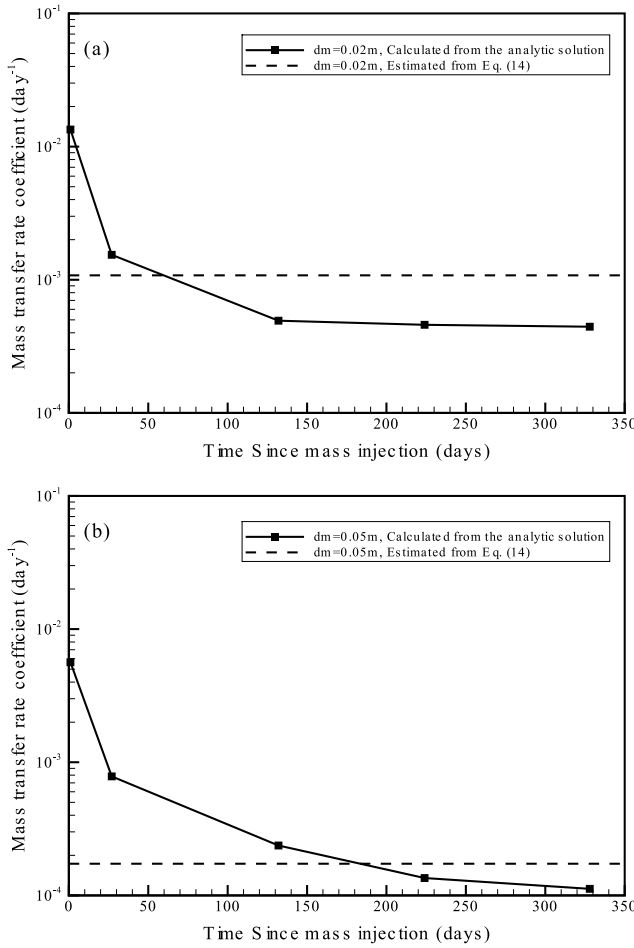 10⁻¹
(a)
dm=0.02m, Calculated from the analytic solution
dm=0.02m, Estimated from Eq. (14)
10⁻²
10⁻³
10⁻⁴
Mass transfer rate coefficient (day⁻¹)
0 50 100 150 200 250 300 350
Time Since mass injection (days)
10⁻¹
(b)
dm=0.05m, Calculated from the analytic solution
dm=0.05m, Estimated from Eq. (14)
10⁻²
10⁻³
10⁻⁴
Mass transfer rate coefficient (day⁻¹)
0 50 100 150 200 250 300 350
Time Since mass injection (days)